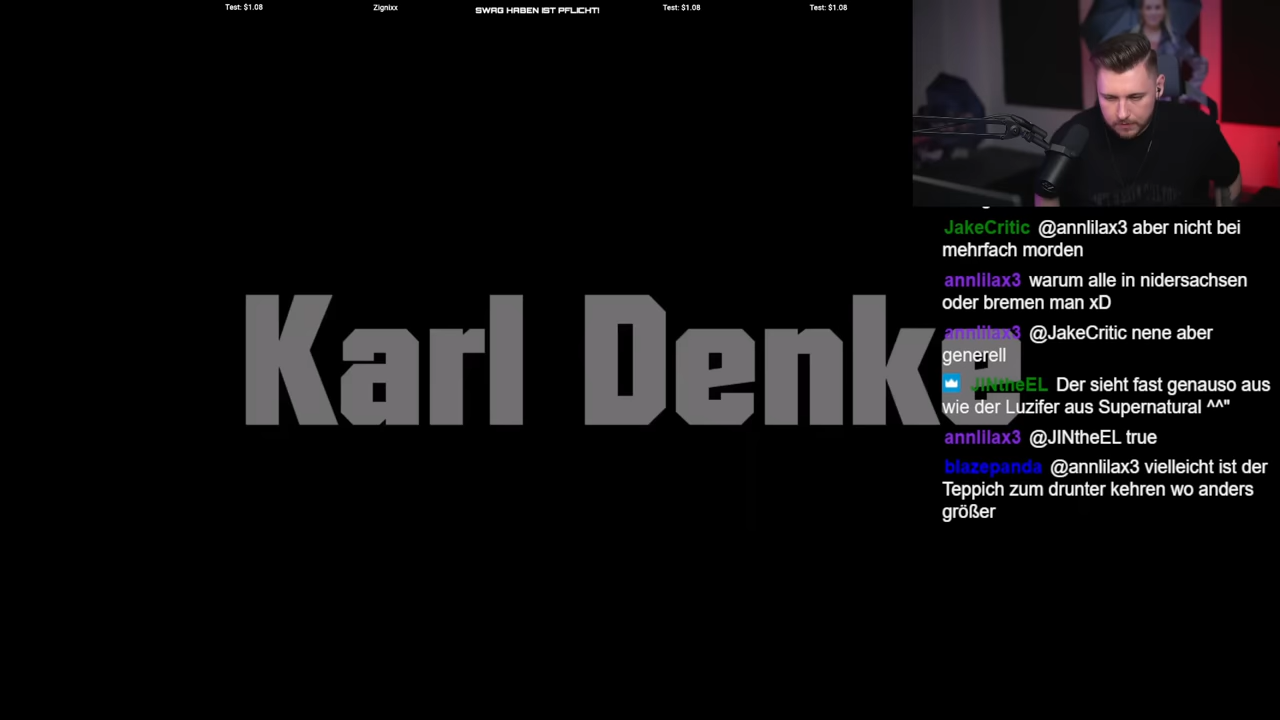 Test: $1.08
Zignixx
SWAG HABEN IST PFLICHT!
Test: $1.08
Test: $1.08
JakeCritic @annlilax3 aber nicht bei
mehrfach morden
annlilax3 warum alle in nidersachsen
oder bremen man xD
annlilax3 @JakeCritic nene aber
generell
JINtheEL Der sieht fast genauso aus
wie der Luzifer aus Supernatural ^^"
annlilax3 @JINtheEL true
blazepanda @annlilax3 vielleicht ist der
Teppich zum drunter kehren wo anders
größer
Karl Denke